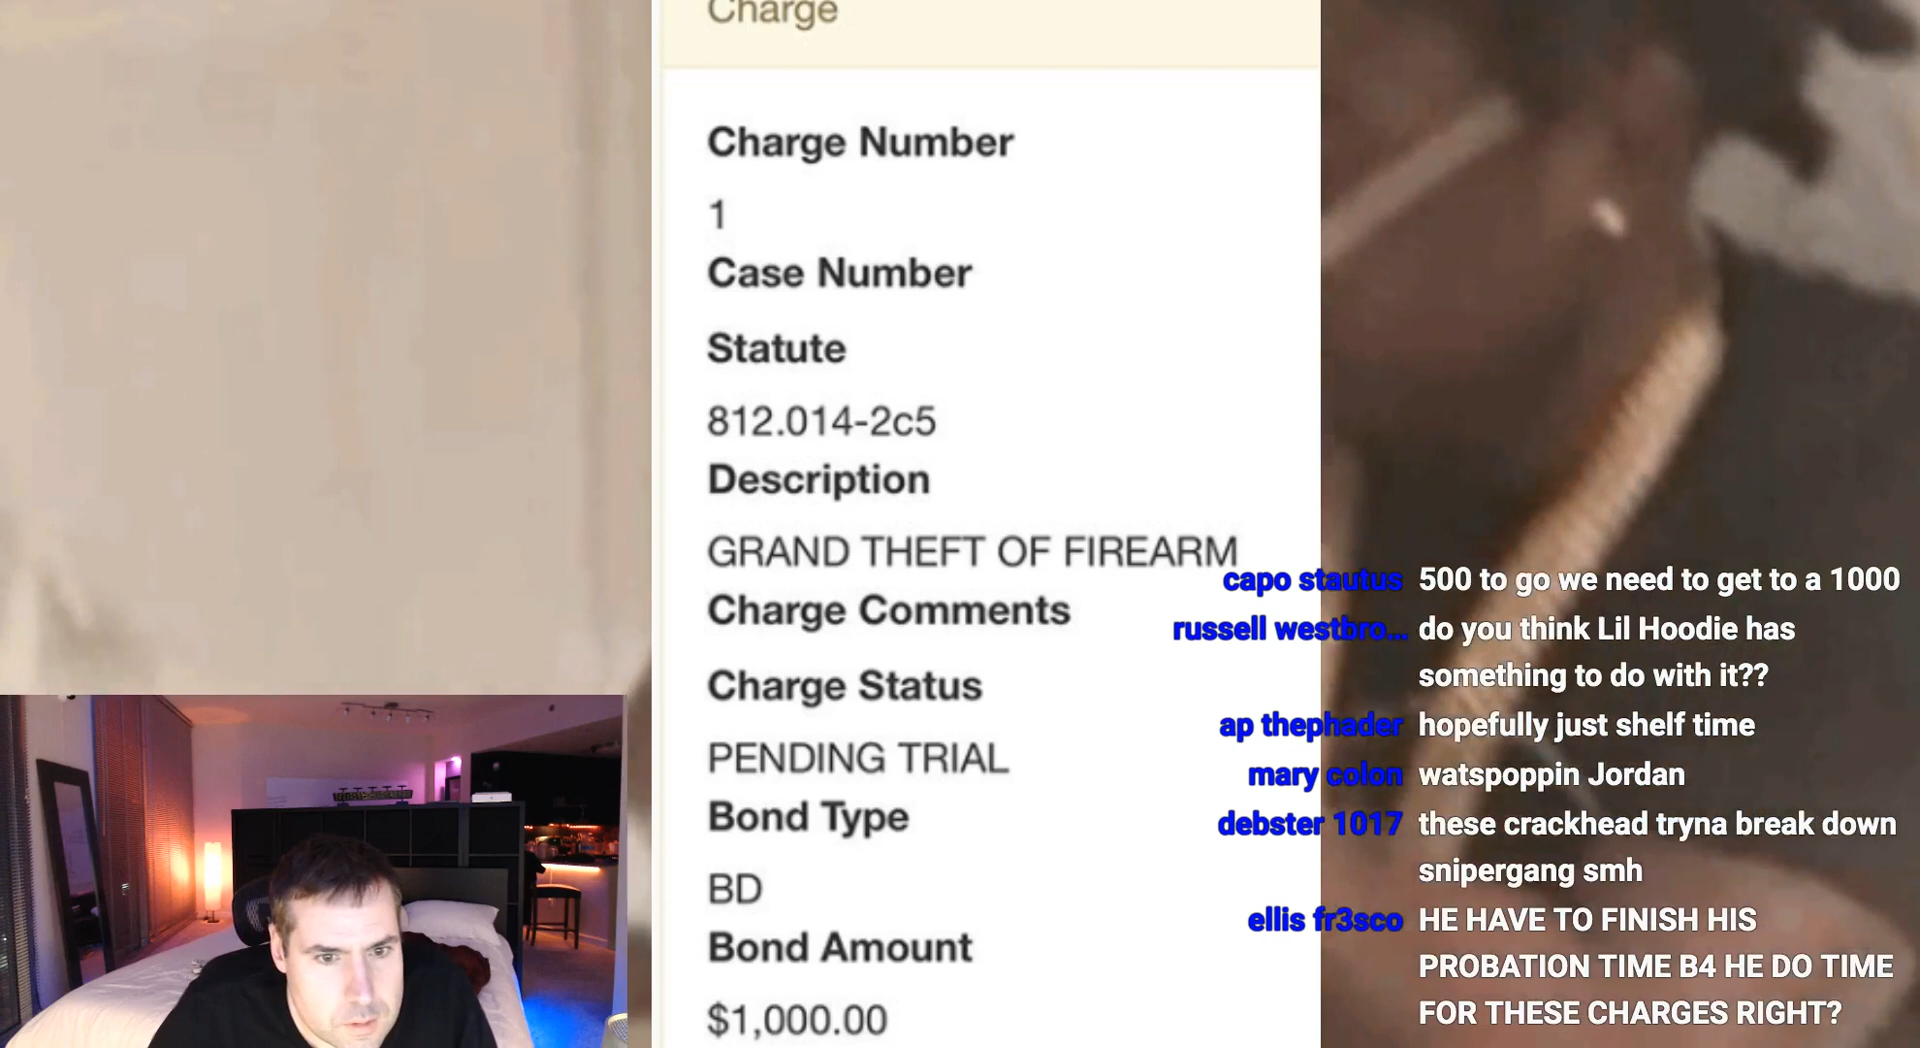 Charge
Charge Number
1
Case Number
Statute
812.014-2c5
Description
GRAND THEFT OF FIREARM
Charge Comments
Charge Status
PENDING TRIAL
Bond Type
BD
Bond Amount
$1,000.00
capo stautus 500 to go we need to get to a 1000
russell westbro... do you think Lil Hoodie has
something to do with it??
ap thephader hopefully just shelf time
mary colon watspoppin Jordan
debster 1017 these crackhead tryna break down
snipergang smh
ellis fr3sco HE HAVE TO FINISH HIS
PROBATION TIME B4 HE DO TIME
FOR THESE CHARGES RIGHT?